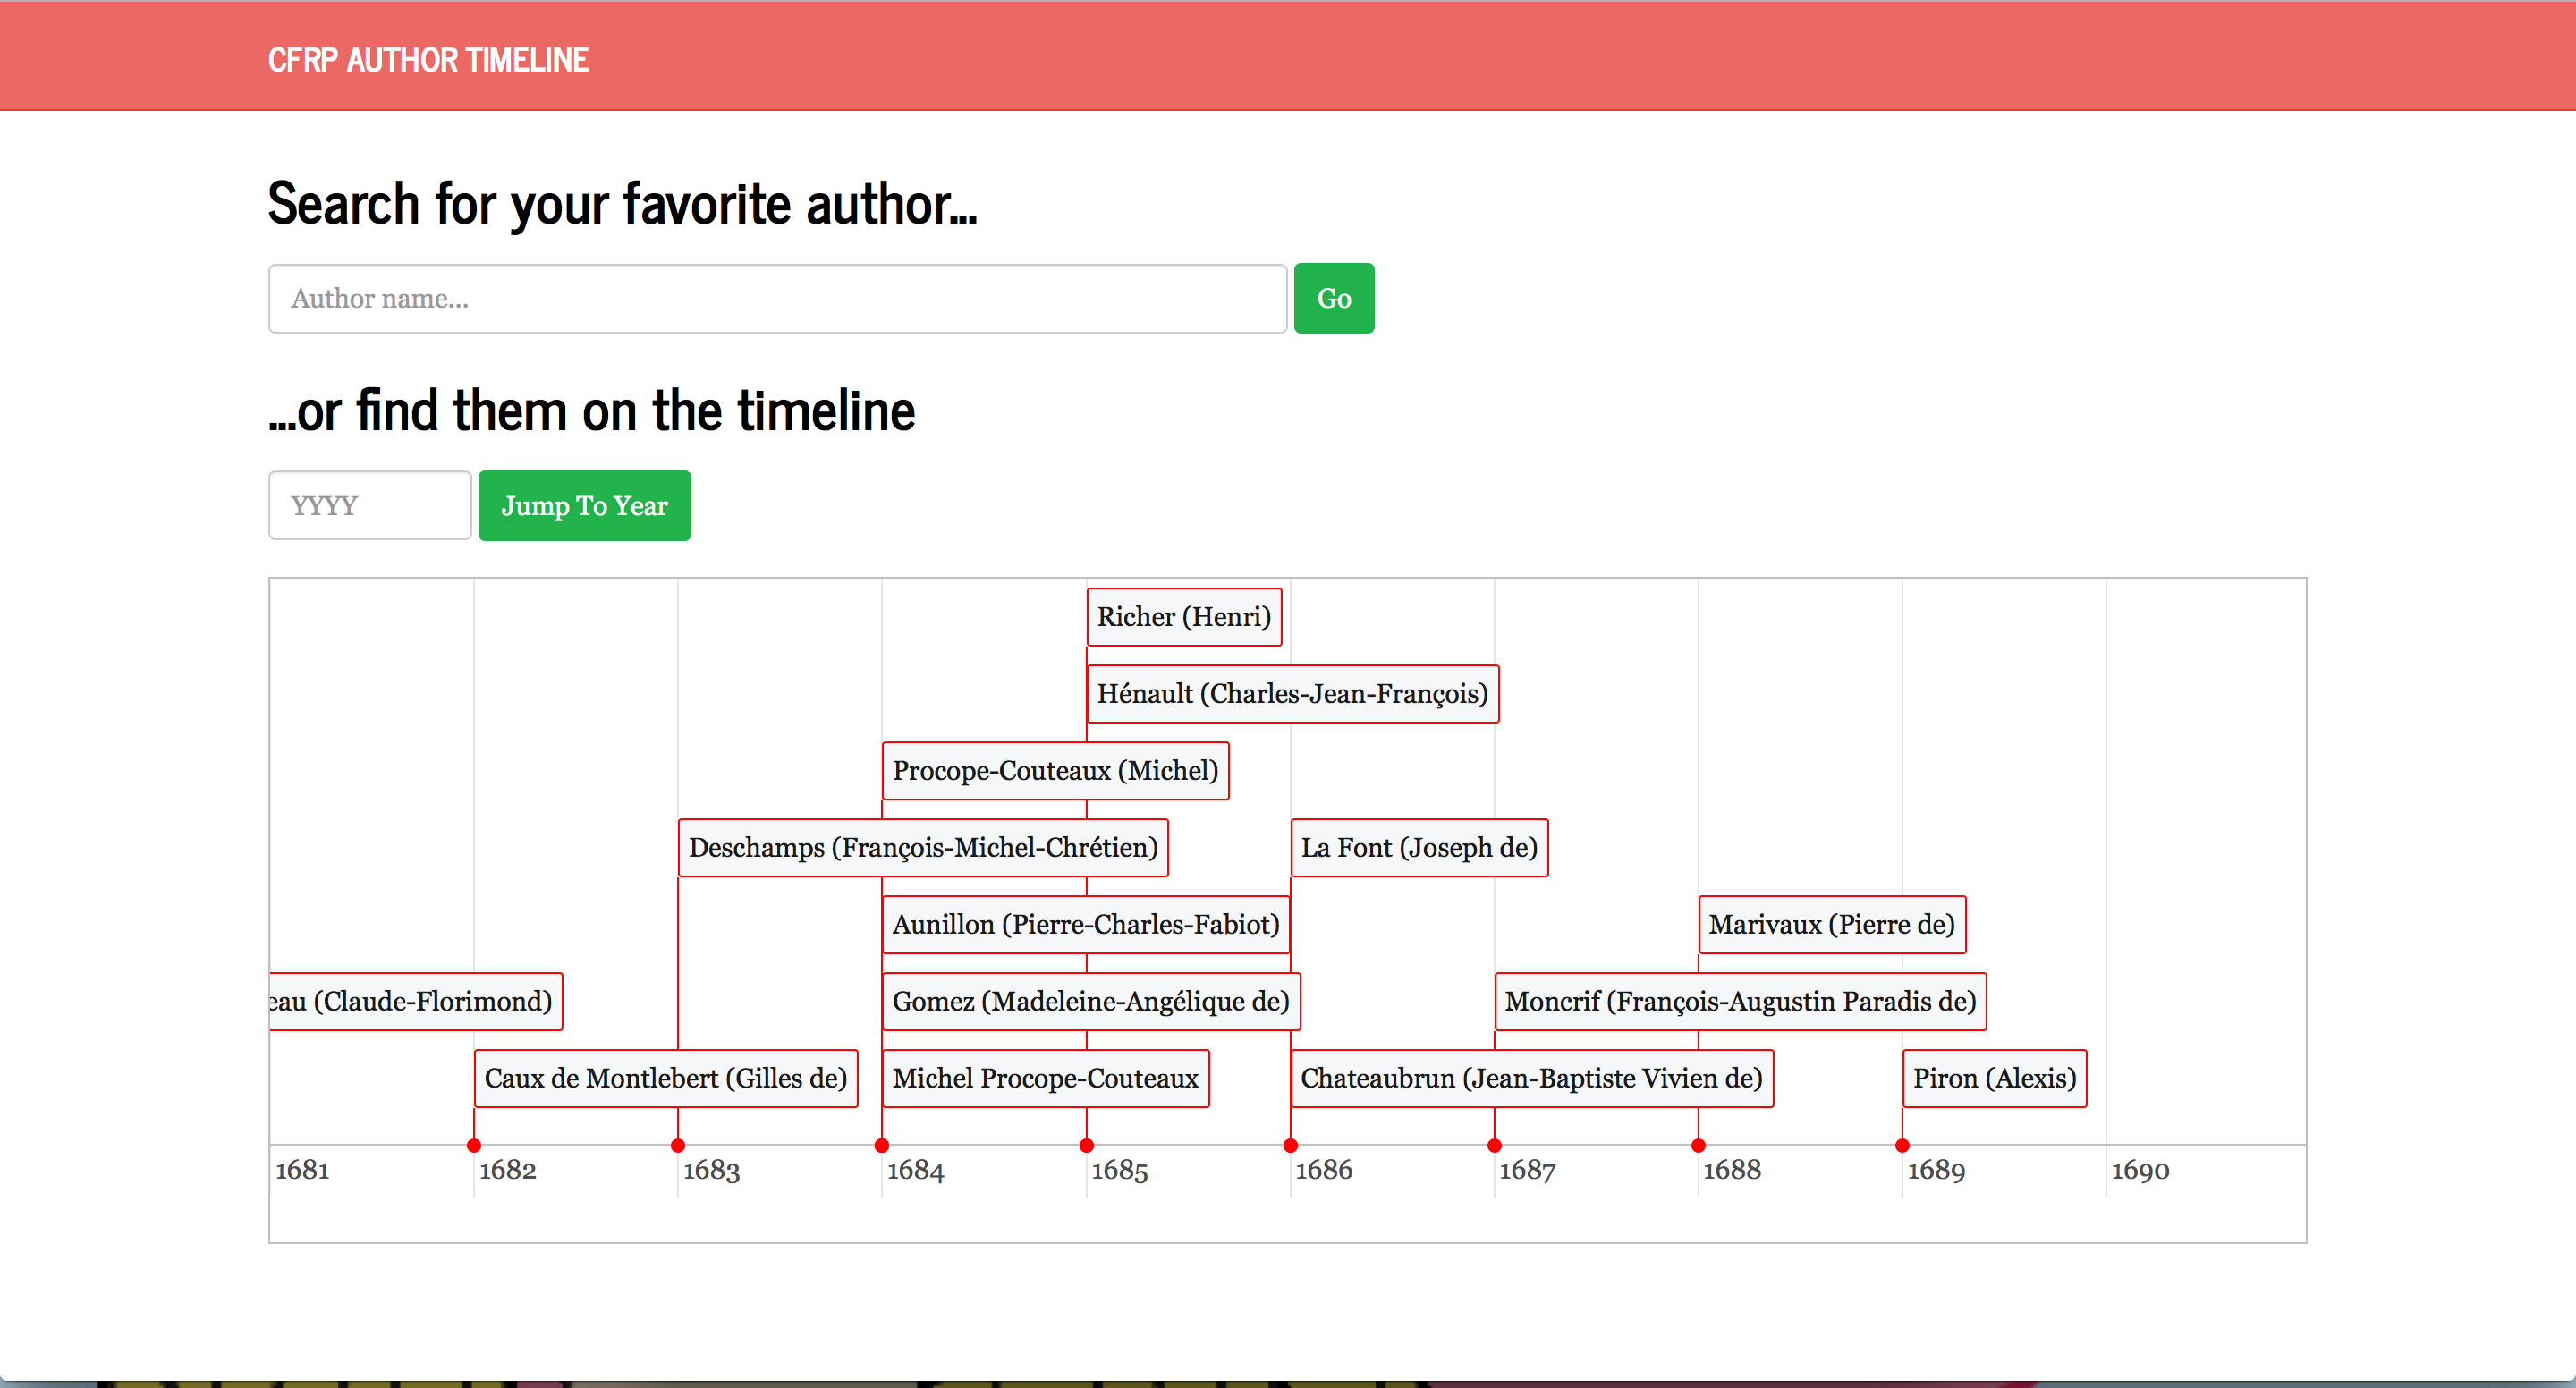 CFRP AUTHOR TIMELINE
Search for your favorite author...
Author name...
Go
...or find them on the timeline
YYYY
Jump To Year
Richer (Henri)
Hénault (Charles-Jean-François)
Procope-Couteaux (Michel)
Deschamps (François-Michel-Chrétien)
La Font (Joseph de)
Aunillon (Pierre-Charles-Fabiot)
Marivaux (Pierre de)
eau (Claude-Florimond)
Gomez (Madeleine-Angélique de)
Moncrif (François-Augustin Paradis de)
Caux de Montlebert (Gilles de)
Michel Procope-Couteaux
Chateaubrun (Jean-Baptiste Vivien de)
Piron (Alexis)
1681 1682 1683 1684 1685 1686 1687 1688 1689 1690